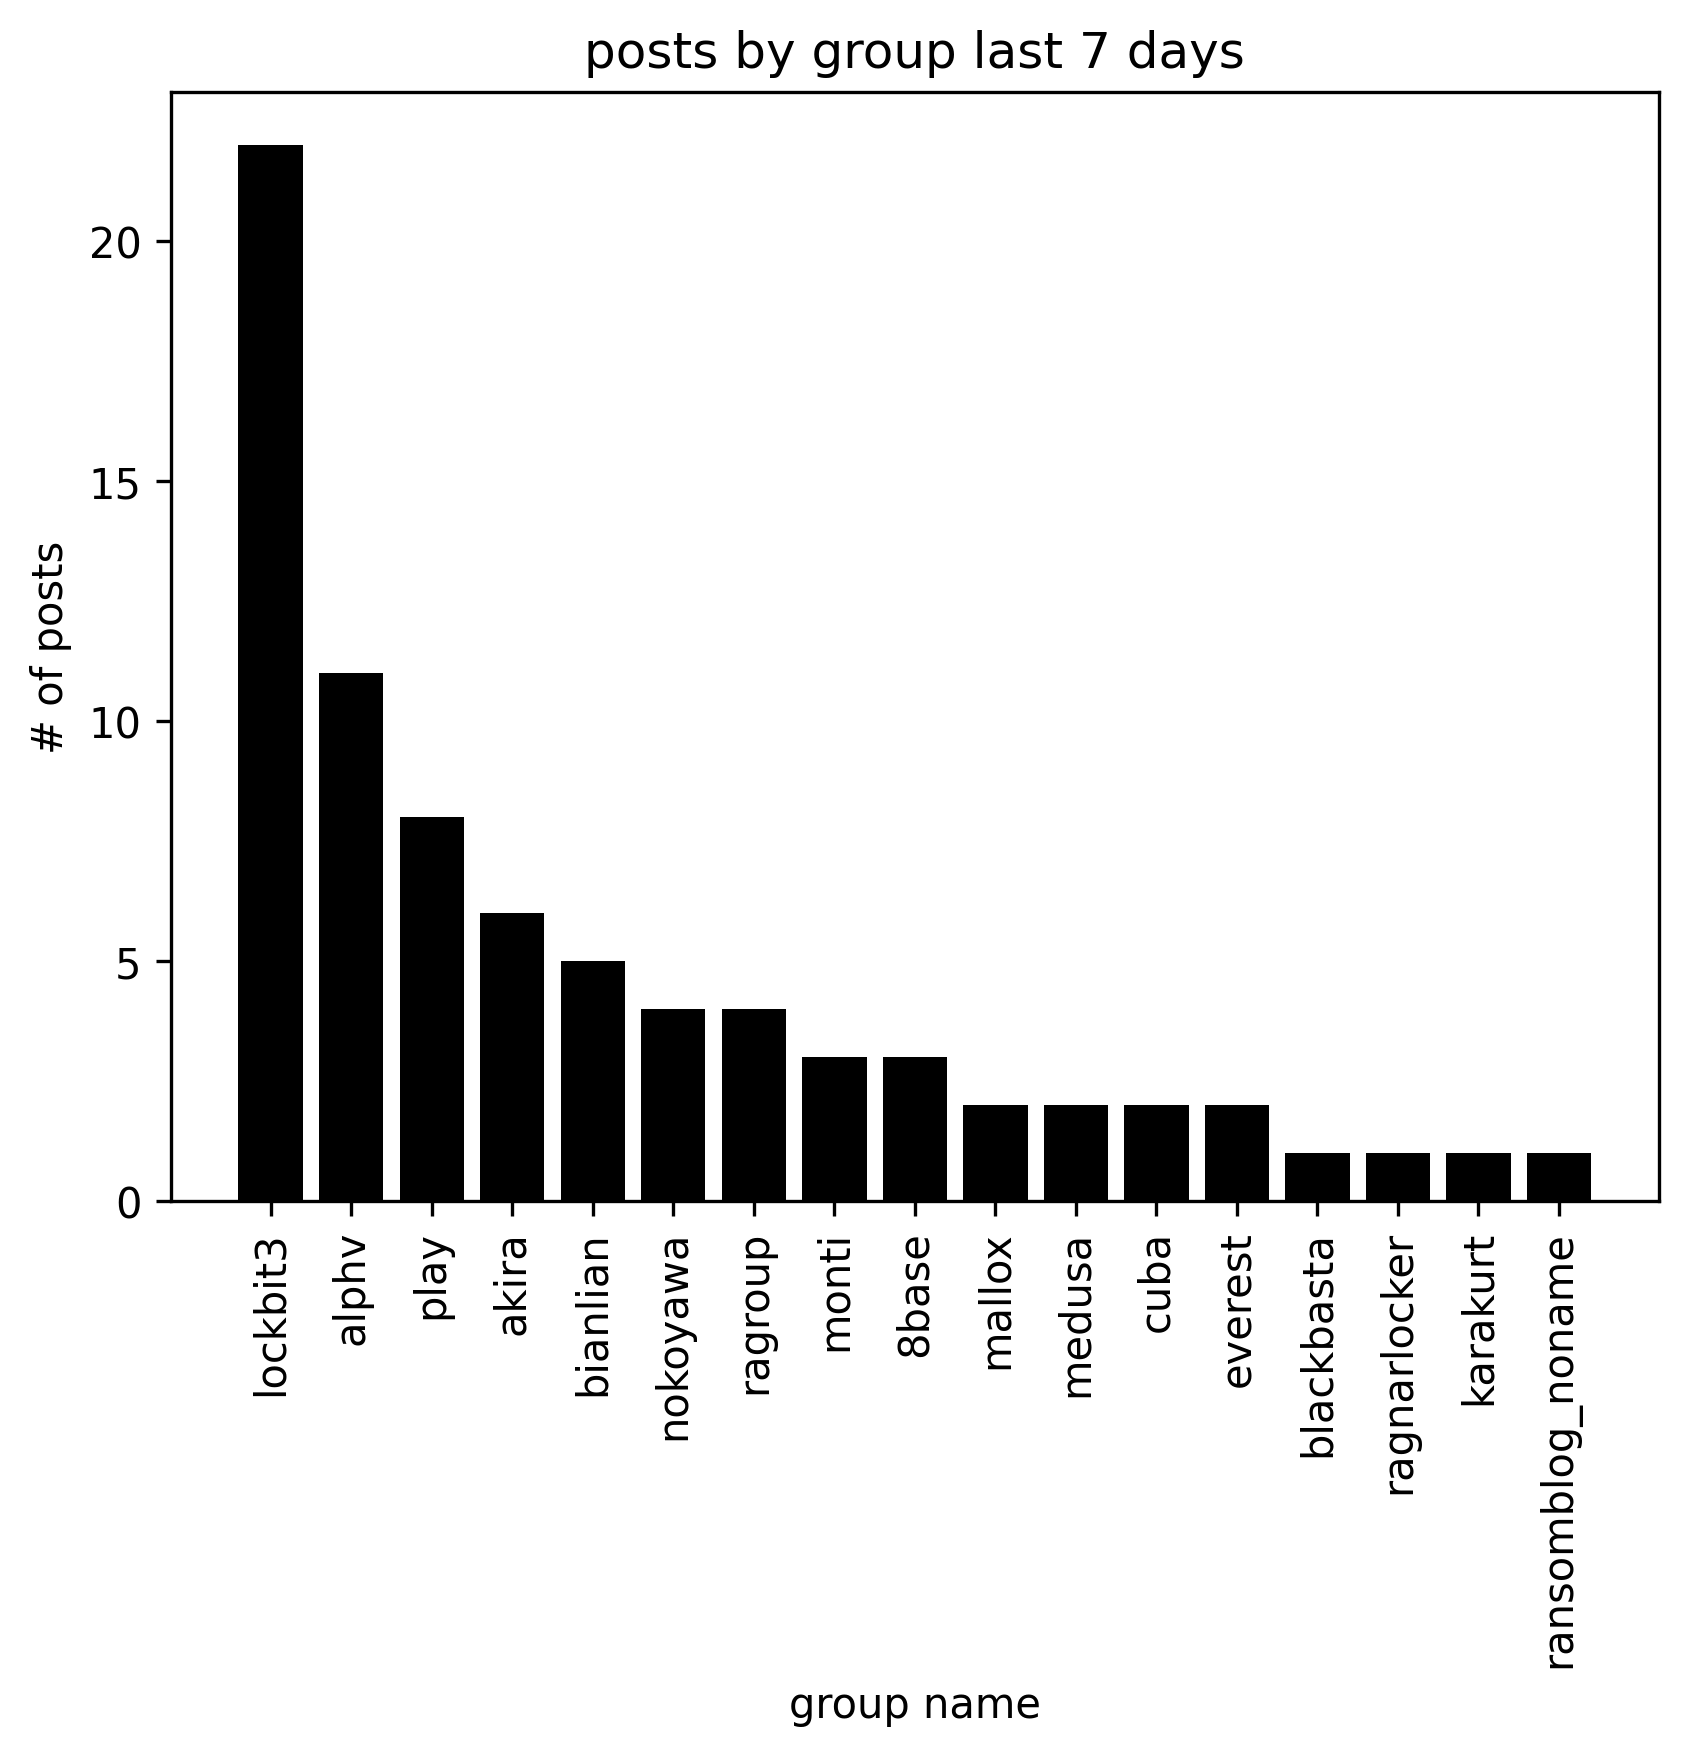 posts by group last 7 days
# of posts
20
15
10
5
0
lockbit3
alphv
play
akira
bianlian
nokoyawa
ragroup
monti
8base
mallox
medusa
cuba
everest
blackbasta
ragnarlocker
karakurt
ransomblog_noname
group name